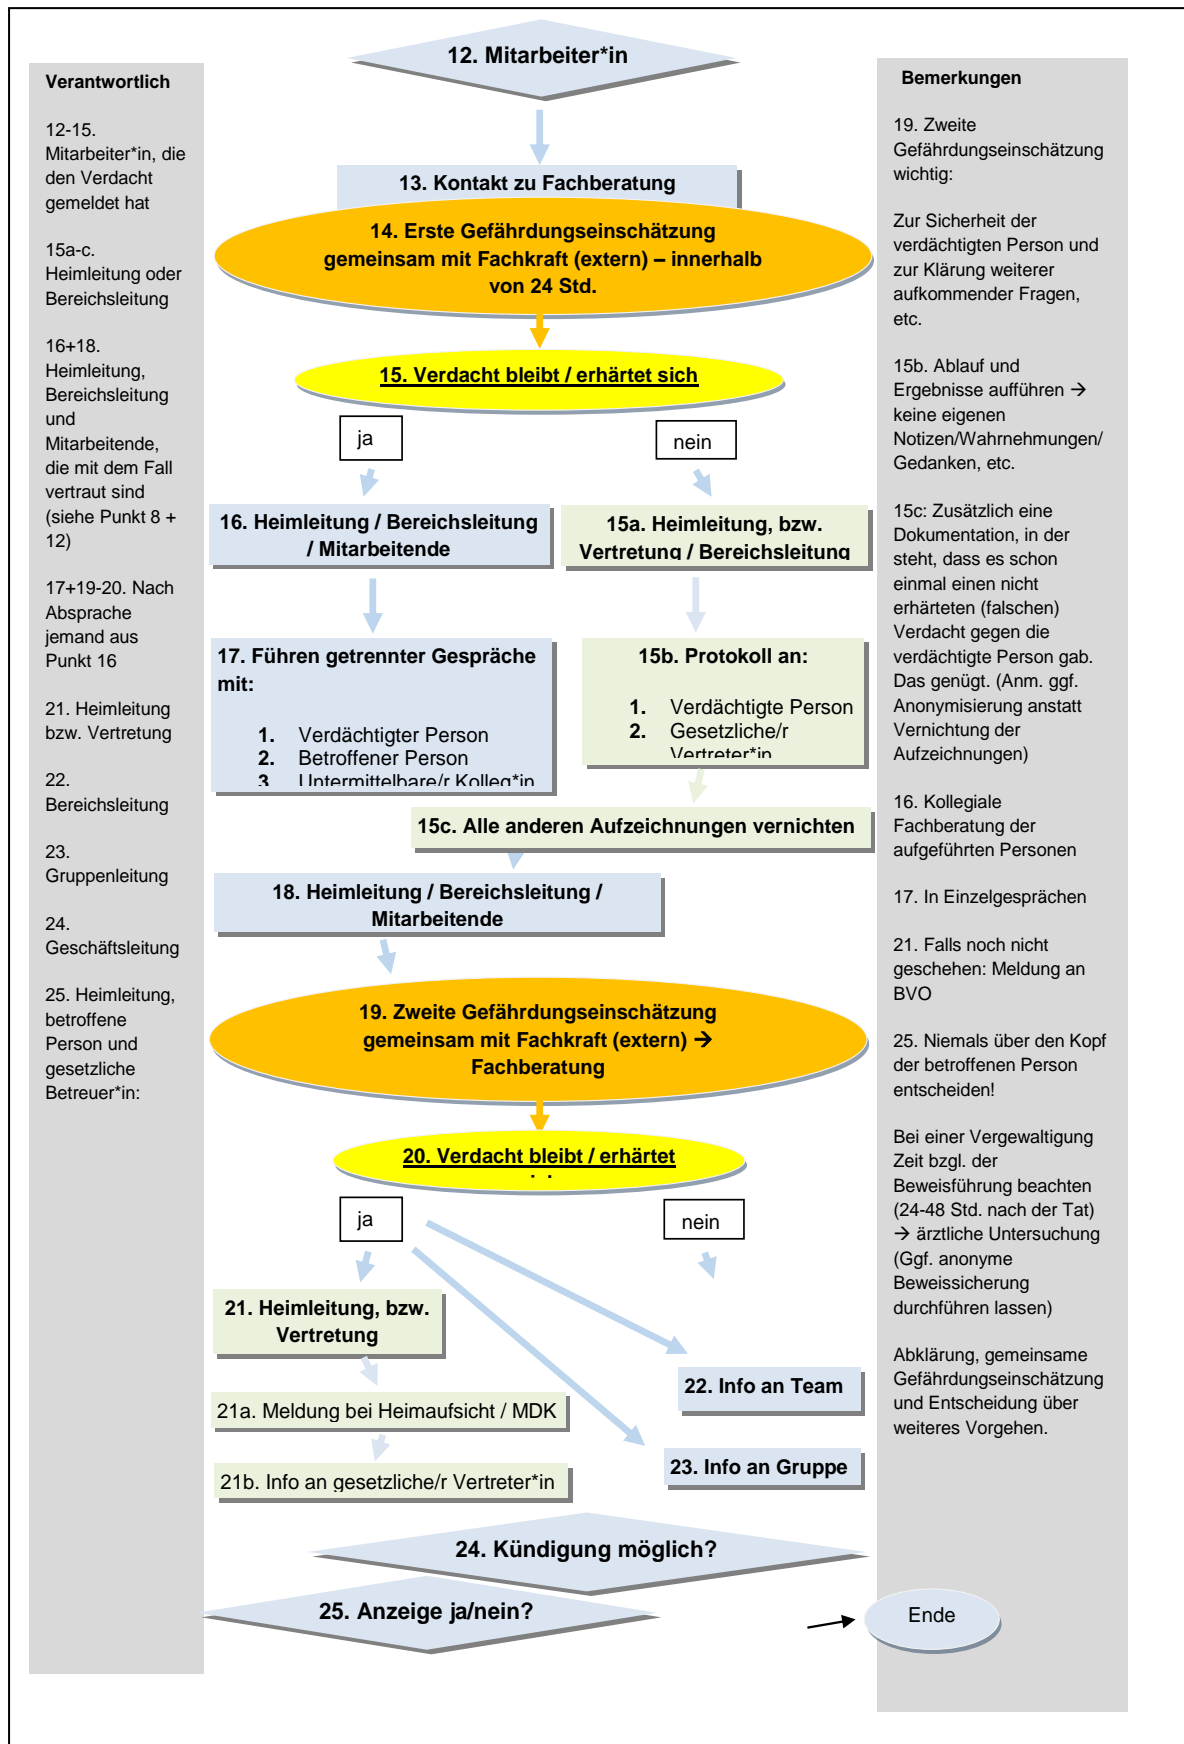 12. Mitarbeiter*in
Verantwortlich
12-15.
Mitarbeiter*in, die
den Verdacht
gemeldet hat
15a-c.
Heimleitung oder
Bereichsleitung
16+18.
Heimleitung,
Bereichsleitung
und
Mitarbeitende,
die mit dem Fall
vertraut sind
(siehe Punkt 8 +
12)
17+19-20. Nach
Absprache
jemand aus
Punkt 16
21. Heimleitung
bzw. Vertretung
22.
Bereichsleitung
23.
Gruppenleitung
24.
Geschäftsleitung
25. Heimleitung,
betroffene
Person und
gesetzliche
Betreuer*in:
13. Kontakt zu Fachberatung
14. Erste Gefährdungseinschätzung
gemeinsam mit Fachkraft (extern) – innerhalb
von 24 Std.
15. Verdacht bleibt / erhärtet sich
ja
nein
16. Heimleitung / Bereichsleitung
/ Mitarbeitende
15a. Heimleitung, bzw.
Vertretung / Bereichsleitung
17. Führen getrennter Gespräche
mit:
1. Verdächtigter Person
2. Betroffener Person
3 Untermittelbare/r Kolleg*in
15b. Protokoll an:
1. Verdächtigte Person
2. Gesetzliche/r
Vertreter*in
15c. Alle anderen Aufzeichnungen vernichten
18. Heimleitung / Bereichsleitung /
Mitarbeitende
19. Zweite Gefährdungseinschätzung
gemeinsam mit Fachkraft (extern) →
Fachberatung
20. Verdacht bleibt / erhärtet
ja
nein
21. Heimleitung, bzw.
Vertretung
21a. Meldung bei Heimaufsicht / MDK
21b. Info an gesetzliche/r Vertreter*in
22. Info an Team
23. Info an Gruppe
24. Kündigung möglich?
25. Anzeige ja/nein?
Ende
Bemerkungen
19. Zweite
Gefährdungseinschätzung
wichtig:
Zur Sicherheit der
verdächtigten Person und
zur Klärung weiterer
aufkommender Fragen,
etc.
15b. Ablauf und
Ergebnisse aufführen →
keine eigenen
Notizen/Wahrnehmungen/
Gedanken, etc.
15c: Zusätzlich eine
Dokumentation, in der
steht, dass es schon
einmal einen nicht
erhärteten (falschen)
Verdacht gegen die
verdächtigte Person gab.
Das genügt. (Anm. ggf.
Anonymisierung anstatt
Vernichtung der
Aufzeichnungen)
16. Kollegiale
Fachberatung der
aufgeführten Personen
17. In Einzelgesprächen
21. Falls noch nicht
geschehen: Meldung an
BVO
25. Niemals über den Kopf
der betroffenen Person
entscheiden!
Bei einer Vergewaltigung
Zeit bzgl. der
Beweisführung beachten
(24-48 Std. nach der Tat)
→ ärztliche Untersuchung
(Ggf. anonyme
Beweissicherung
durchführen lassen)
Abklärung, gemeinsame
Gefährdungseinschätzung
und Entscheidung über
weiteres Vorgehen.